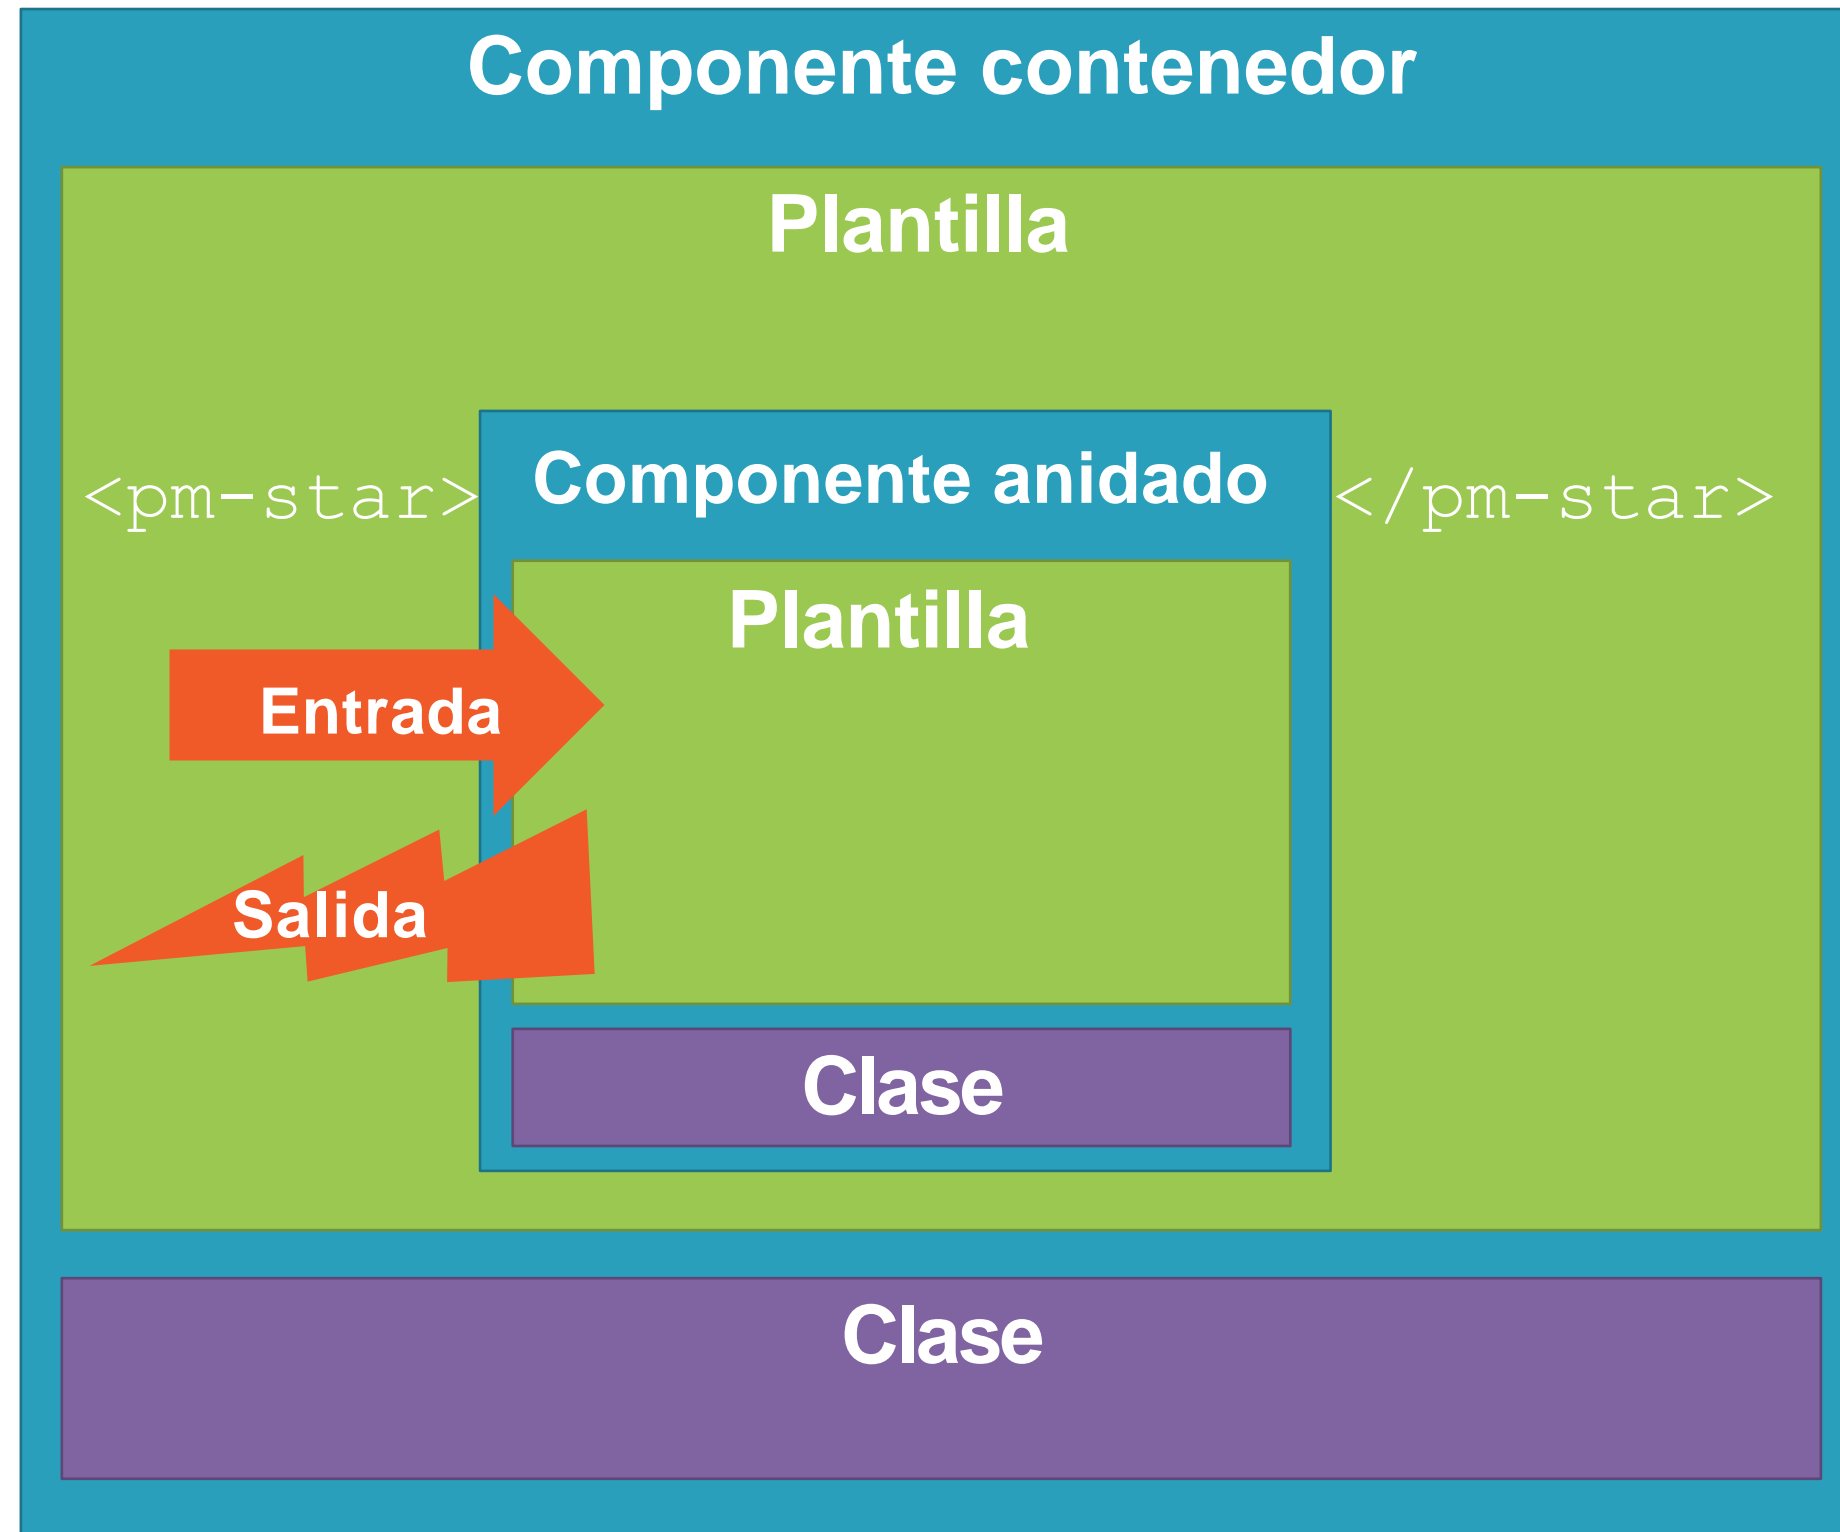 Componente contenedor
Plantilla
<pm-star>
Componente anidado
</pm-star>
Plantilla
Entrada
Salida
Clase
Clase